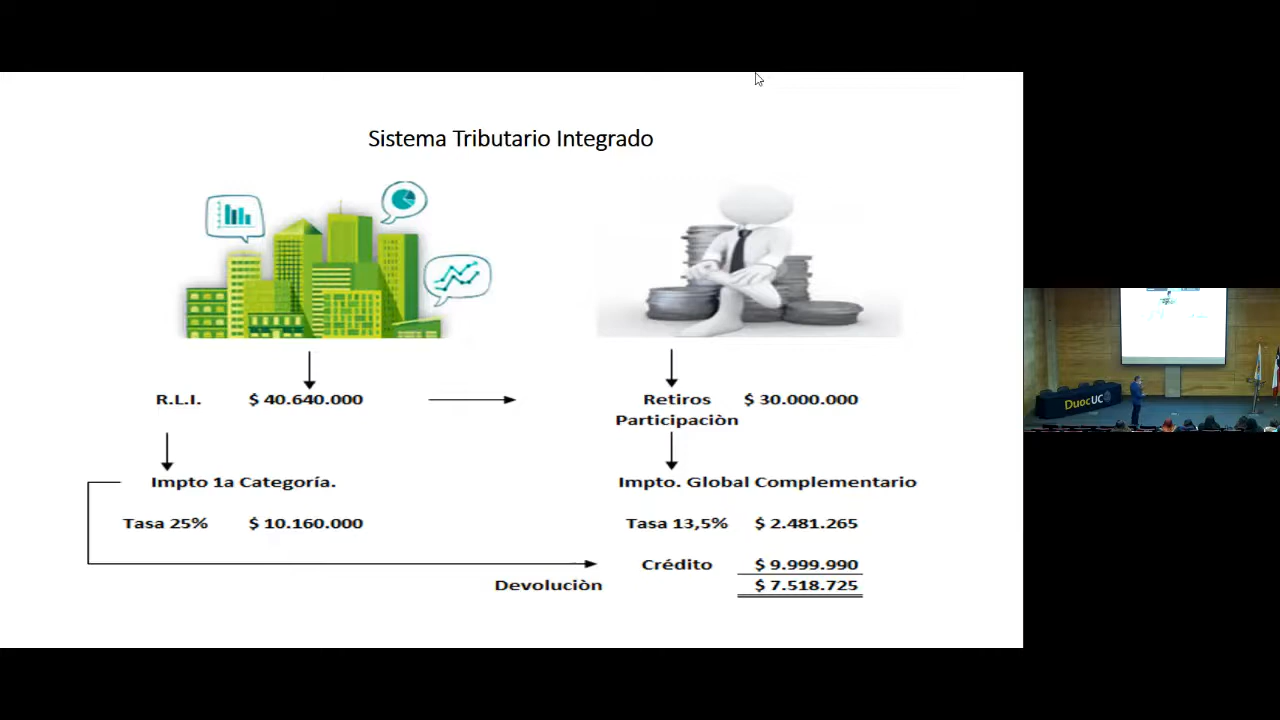 Sistema Tributario Integrado
R.L.I. $ 40.640.000
Retiros $ 30.000.000
Participaciòn
Impto 1a Categoría.
Impto. Global Complementario
Tasa 25% $ 10.160.000
Tasa 13,5% $ 2.481.265
Crédito $ 9.999.990
Devoluciòn $ 7.518.725
DuocUC